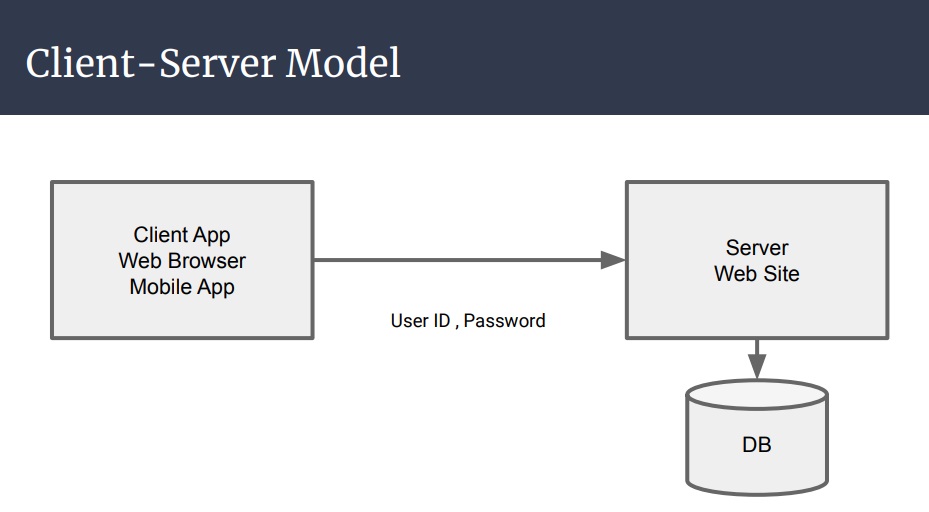 Client-Server Model
Client App
Web Browser
Mobile App
User ID , Password
Server
Web Site
DB